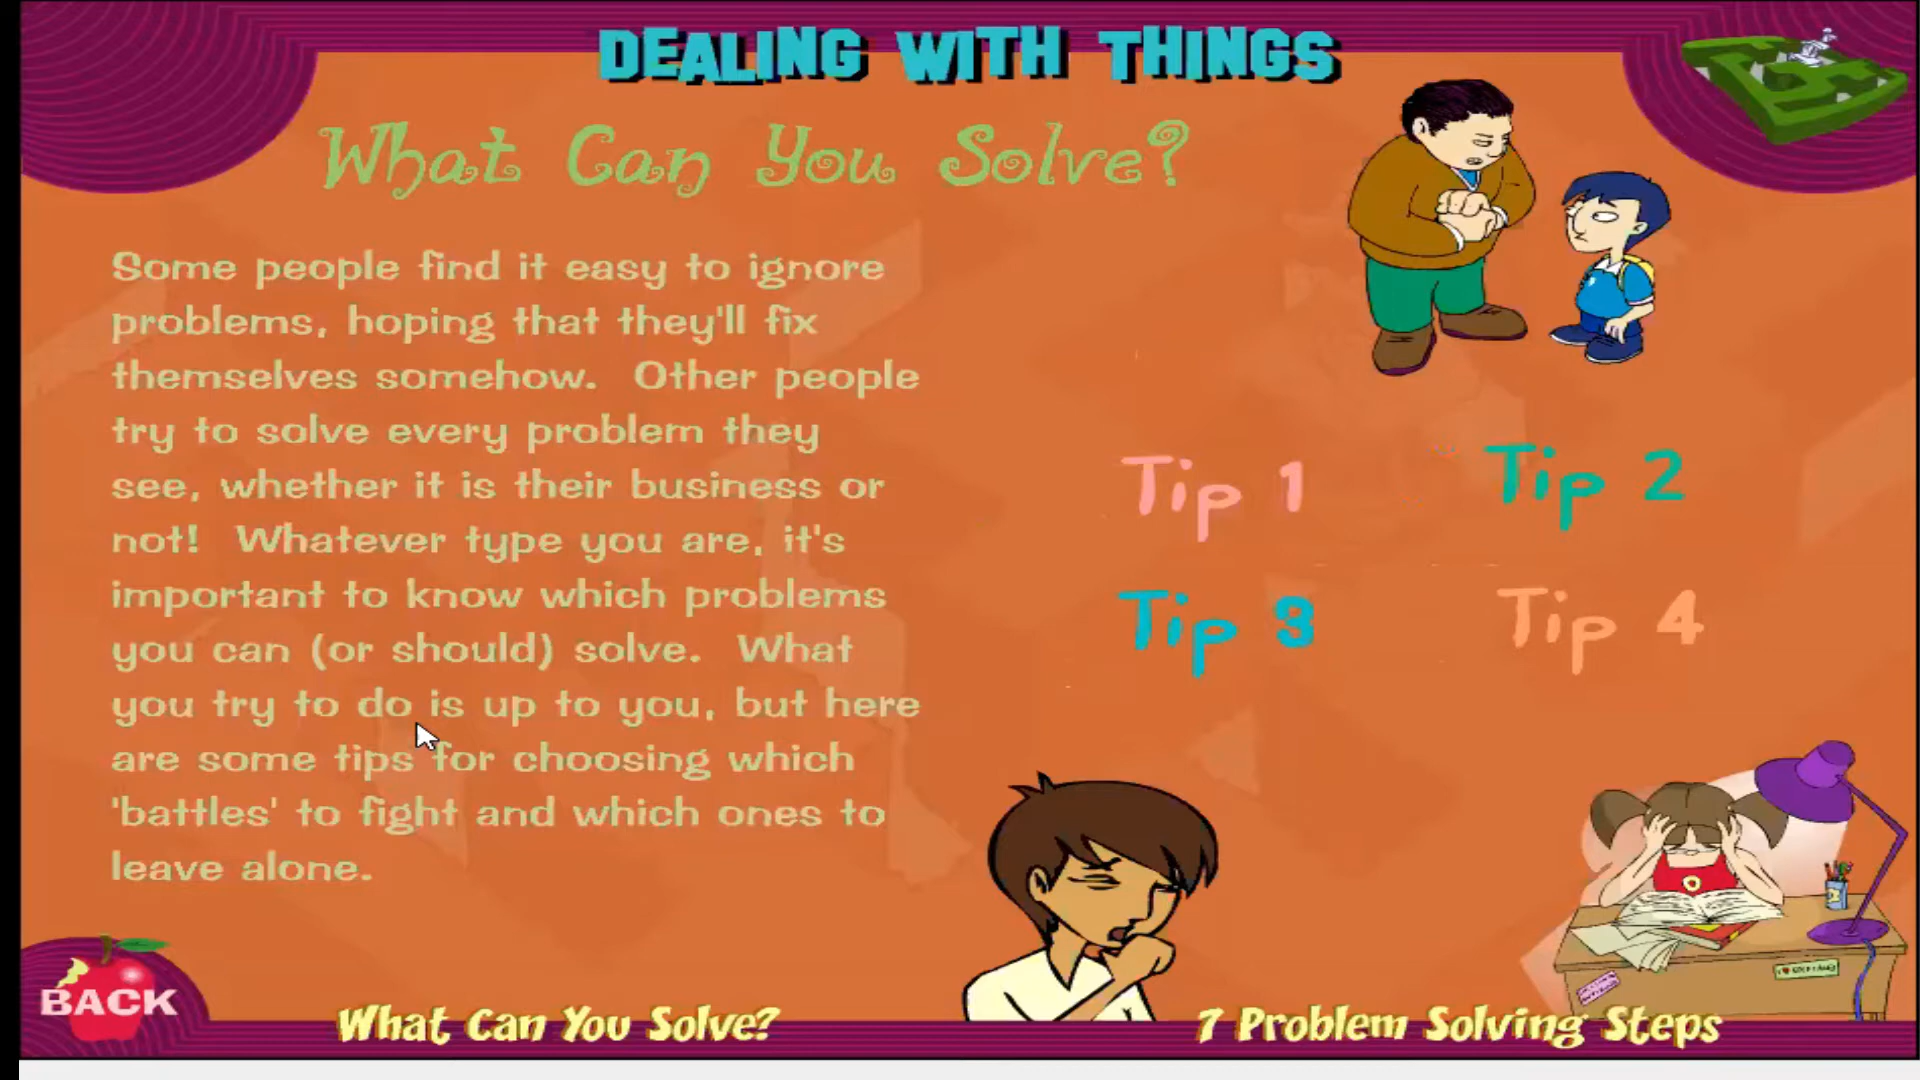 DEALING WITH THINGS
What Can You Solve?
Some people find it easy to ignore
problems, hoping that they'll fix
themselves somehow.  Other people
try to solve every problem they
see, whether it is their business or
not!  Whatever type you are, it's
important to know which problems
you can (or should) solve.  What
you try to do is up to you, but here
are some tips for choosing which
'battles' to fight and which ones to
leave alone.
Tip 1
Tip 2
Tip 3
Tip 4
BACK
What Can You Solve?
7 Problem Solving Steps